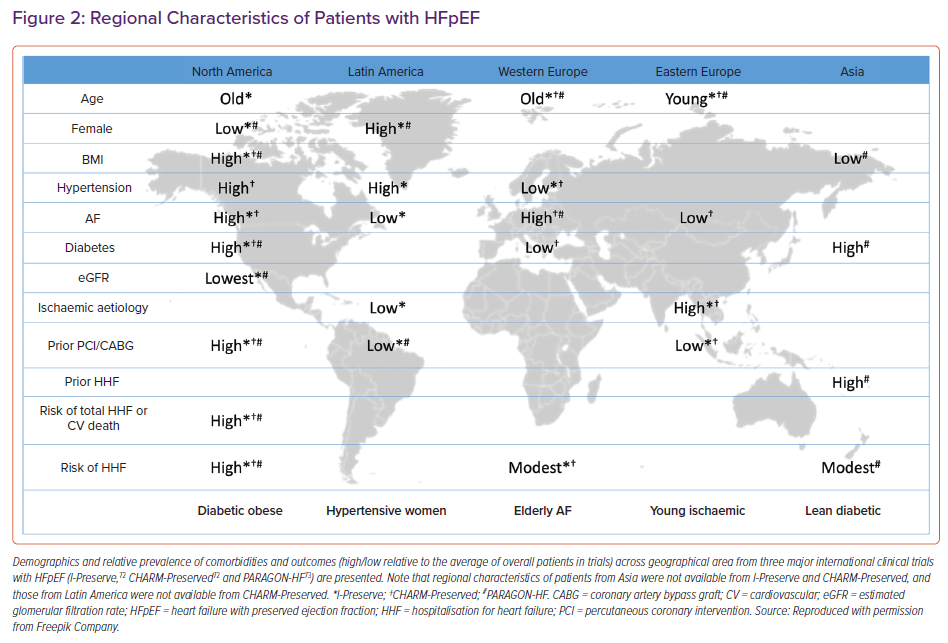 Figure 2: Regional Characteristics of Patients with HFpEF
North America Latin America Western Europe Eastern Europe Asia
Age Old* Old*†# Young*†#
Female Low*# High*#
BMI High*†# Low#
Hypertension High† High* Low*†
AF High*† Low* High†# Low†
Diabetes High*†# Low† High#
eGFR Lowest*#
Ischaemic aetiology Low* High*†
Prior PCI/CABG High*†# Low*# Low*†
Prior HHF High#
Risk of total HHF or
CV death High*†#
Risk of HHF High*†# Modest*† Modest#
Diabetic obese Hypertensive women Elderly AF Young ischaemic Lean diabetic
Demographics and relative prevalence of comorbidities and outcomes (high/low relative to the average of overall patients in trials) across geographical area from three major international clinical trials
with HFpEF (I-Preserve,72 CHARM-Preserved72 and PARAGON-HF73) are presented. Note that regional characteristics of patients from Asia were not available from I-Preserve and CHARM-Preserved, and
those from Latin America were not available from CHARM-Preserved. *I-Preserve; †CHARM-Preserved; #PARAGON-HF. CABG = coronary artery bypass graft; CV = cardiovascular; eGFR = estimated
glomerular filtration rate; HFpEF = heart failure with preserved ejection fraction; HHF = hospitalisation for heart failure; PCI = percutaneous coronary intervention. Source: Reproduced with permission
from Freepik Company.